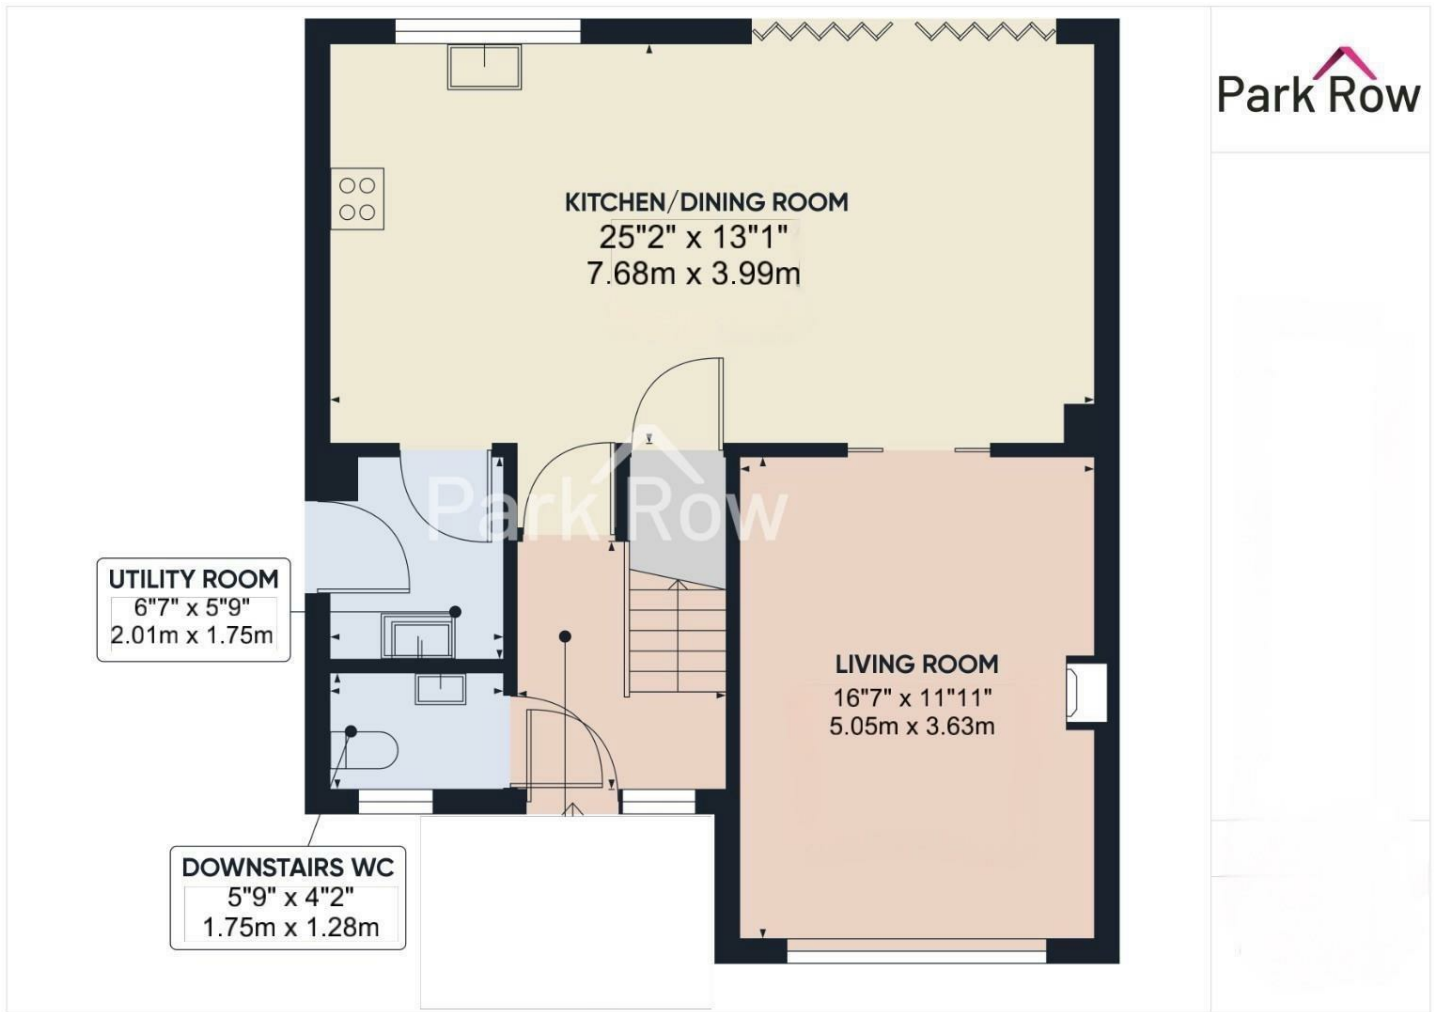 Park Row
KITCHEN/DINING ROOM
25"2" x 13"1"
7.68m x 3.99m
Park Row
UTILITY ROOM
6"7" x 5"9"
2.01m x 1.75m
LIVING ROOM
16"7" x 11"11"
5.05m x 3.63m
DOWNSTAIRS WC
5"9" x 4"2"
1.75m x 1.28m